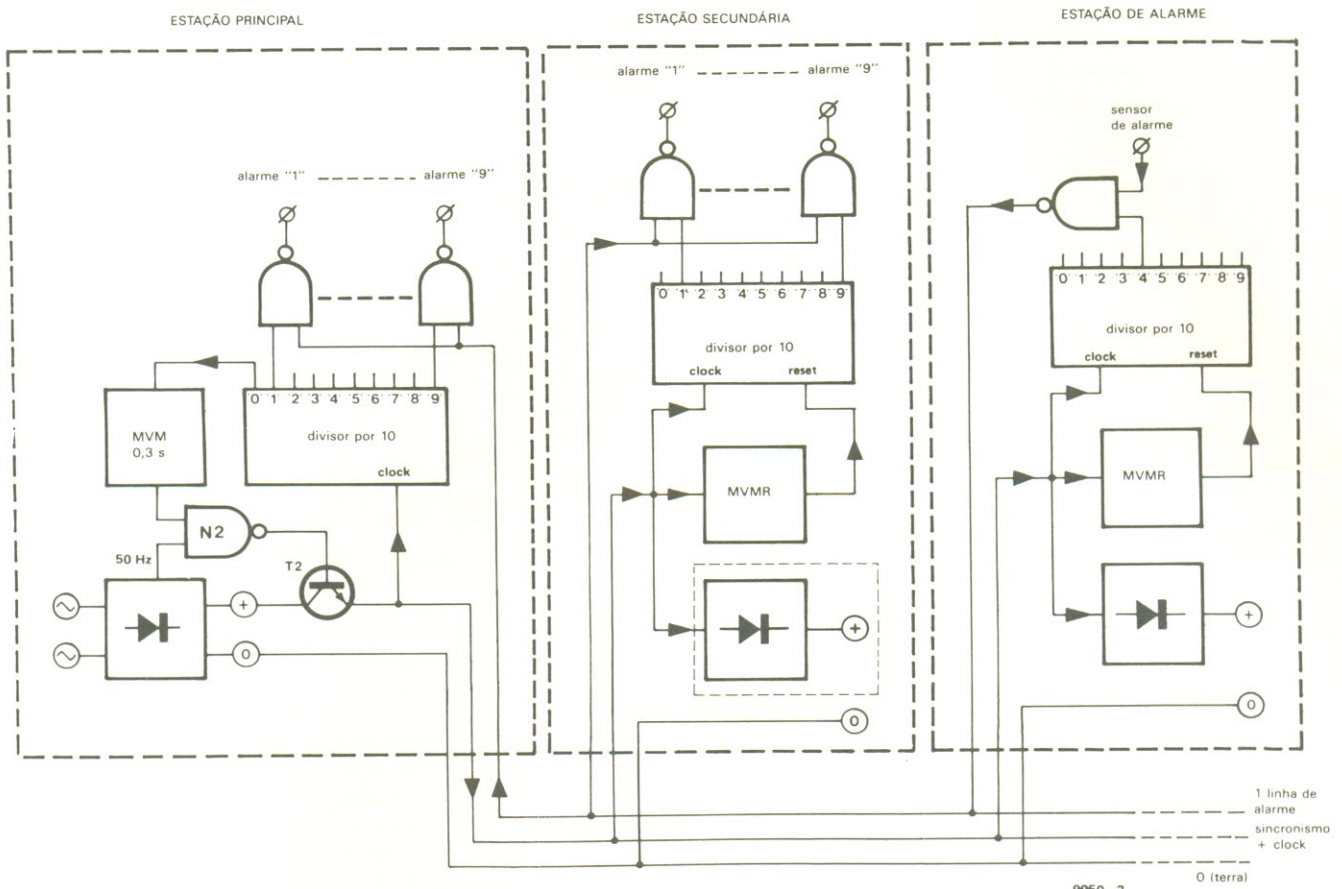 ESTAÇÃO PRINCIPAL
alarme "1" alarme "9"
0 1 2 3 4 5 6 7 8 9
divisor por 10
clock
MVM
0,3 s
N2
50 Hz
T2
+
0
ESTAÇÃO SECUNDÁRIA
alarme "1" alarme "9"
0 1 2 3 4 5 6 7 8 9
divisor por 10
clock reset
MVMR
+
0
ESTAÇÃO DE ALARME
sensor
de alarme
0 1 2 3 4 5 6 7 8 9
divisor por 10
clock reset
MVMR
+
0
1 linha de
alarme
sincronismo
+ clock
0 (terra)